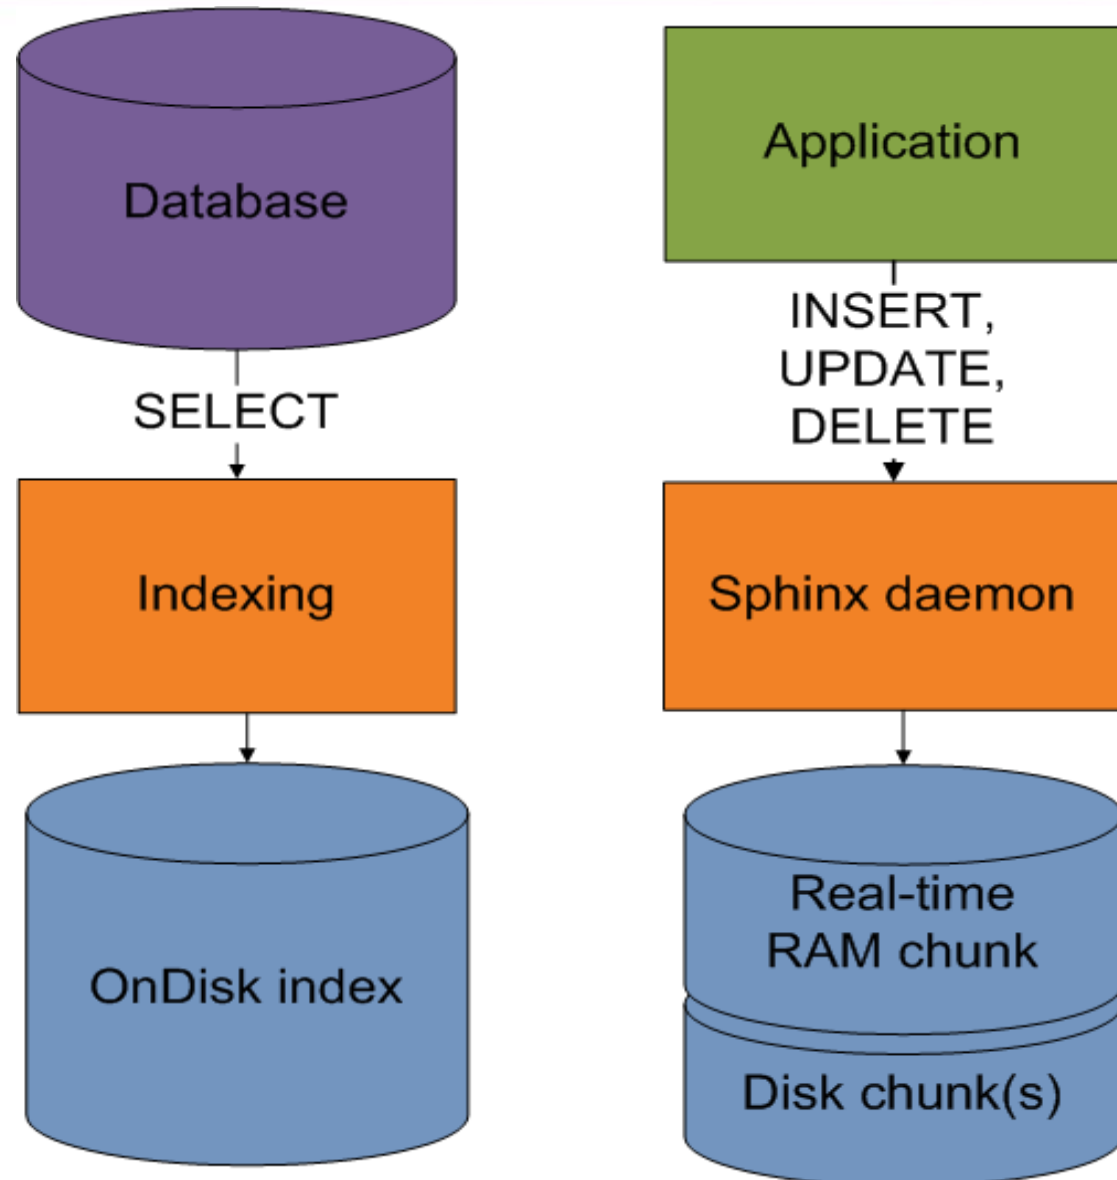 Database
SELECT
Indexing
OnDisk index
Application
INSERT,
UPDATE,
DELETE
Sphinx daemon
Real-time
RAM chunk
Disk chunk(s)